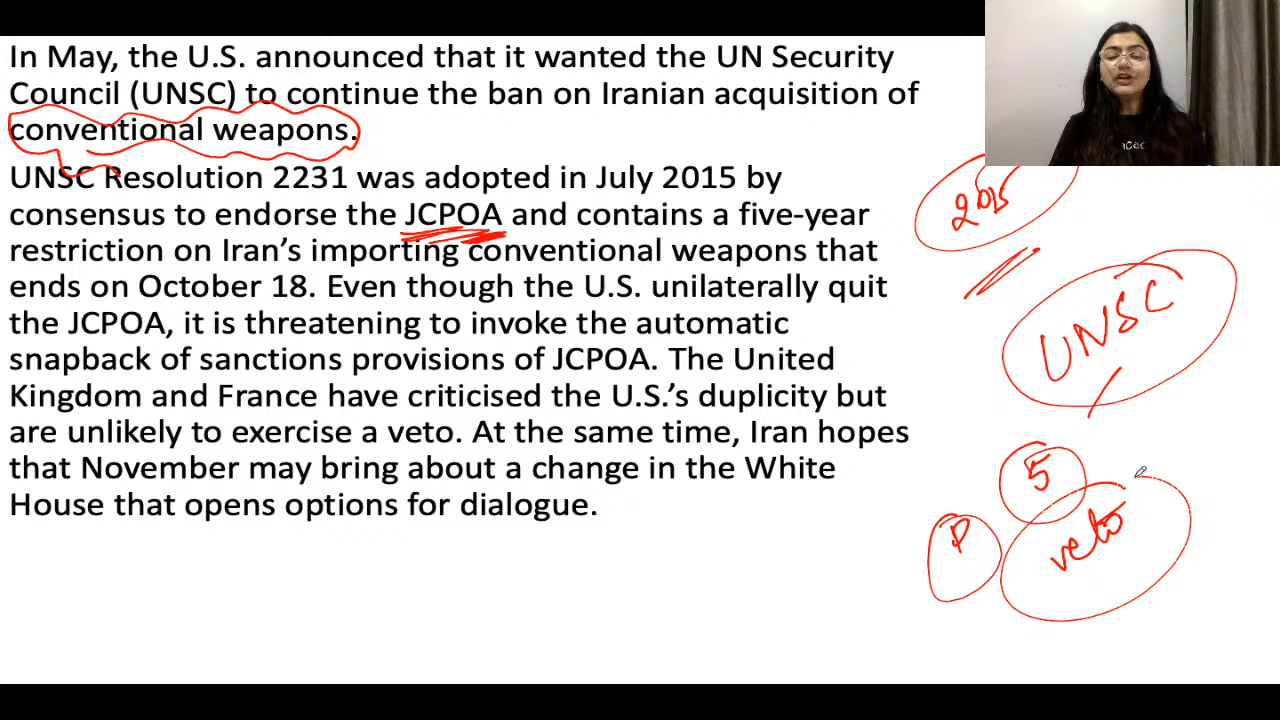 In May, the U.S. announced that it wanted the UN Security
Council (UNSC) to continue the ban on Iranian acquisition of
conventional weapons.
UNSC Resolution 2231 was adopted in July 2015 by
consensus to endorse the JCPOA and contains a five-year
restriction on Iran’s importing conventional weapons that
ends on October 18. Even though the U.S. unilaterally quit
the JCPOA, it is threatening to invoke the automatic
snapback of sanctions provisions of JCPOA. The United
Kingdom and France have criticised the U.S.’s duplicity but
are unlikely to exercise a veto. At the same time, Iran hopes
that November may bring about a change in the White
House that opens options for dialogue.
2015
UNSC
5
P
veto